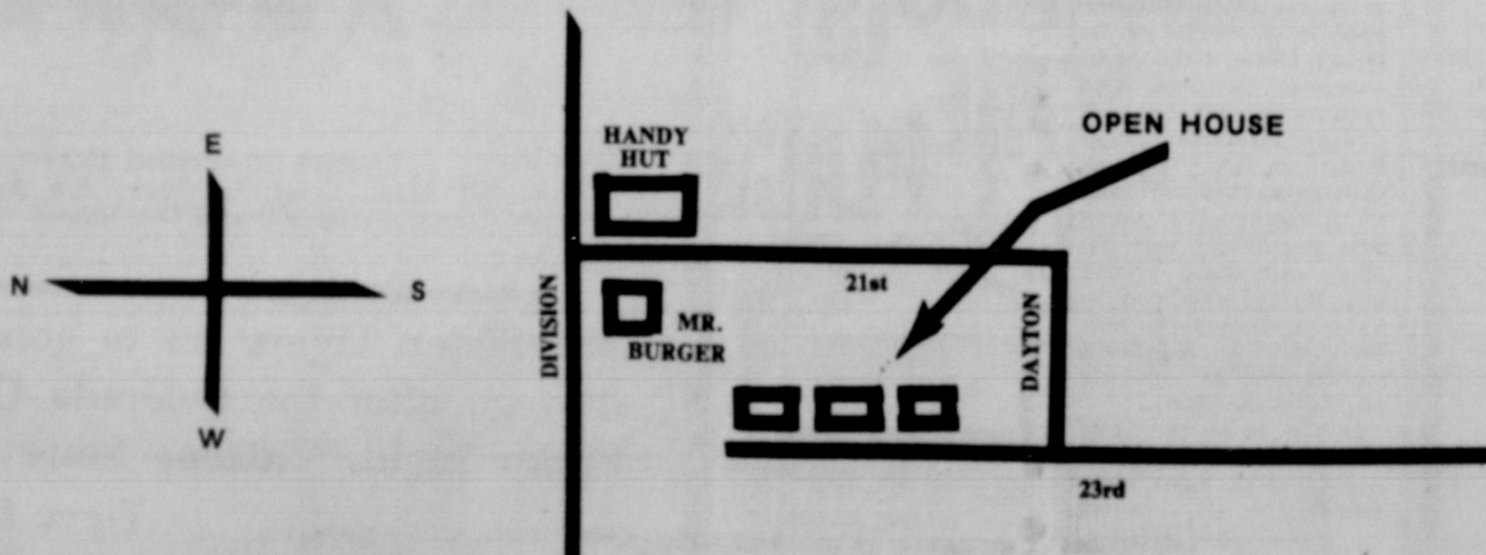 OPEN HOUSE
HANDY
HUT
E
N
S
W
DIVISION
21st
MR.
BURGER
DAYTON
23rd